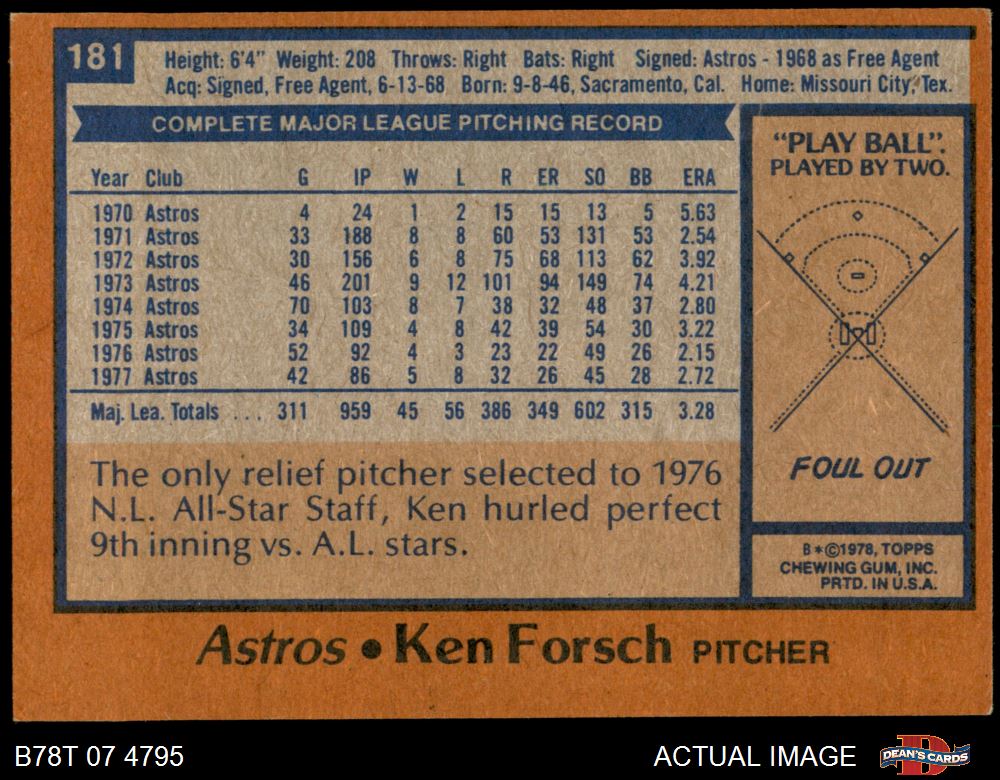 181
Height: 6'4" Weight: 208 Throws: Right Bats: Right Signed: Astros - 1968 as Free Agent
Acq: Signed, Free Agent, 6-13-68 Born: 9-8-46, Sacramento, Cal. Home: Missouri City, Tex.
COMPLETE MAJOR LEAGUE PITCHING RECORD
Year Club G IP W L R ER SO BB ERA
1970 Astros 4 24 1 2 15 15 13 5 5.63
1971 Astros 33 188 8 8 60 53 131 53 2.54
1972 Astros 30 156 6 8 75 68 113 62 3.92
1973 Astros 46 201 9 12 101 94 149 74 4.21
1974 Astros 70 103 8 7 38 32 48 37 2.80
1975 Astros 34 109 4 8 42 39 54 30 3.22
1976 Astros 52 92 4 3 23 22 49 26 2.15
1977 Astros 42 86 5 8 32 26 45 28 2.72
Maj. Lea. Totals ... 311 959 45 56 386 349 602 315 3.28
The only relief pitcher selected to 1976
N.L. All-Star Staff, Ken hurled perfect
9th inning vs. A.L. stars.
"PLAY BALL".
PLAYED BY TWO.
FOUL OUT
B*©1978, TOPPS
CHEWING GUM, INC.
PRTD. IN U.S.A.
Astros • Ken Forsch PITCHER
B78T 07 4795
ACTUAL IMAGE
D
DEAN'S CARDS